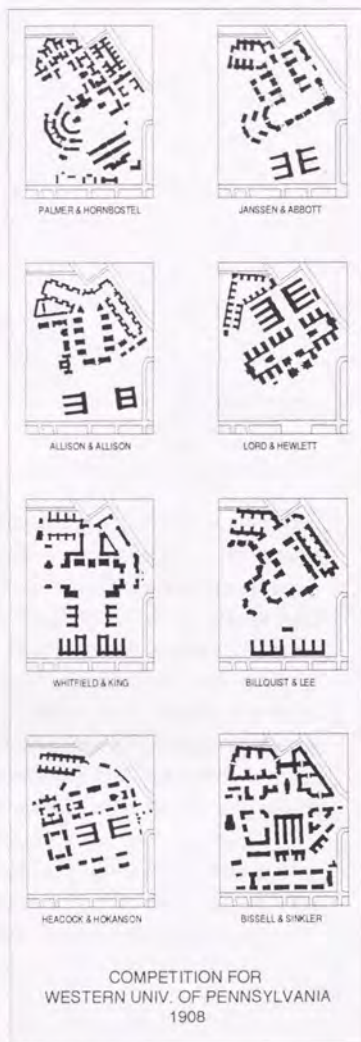 PALMER & HORNBOSTEL
JANSSEN & ABBOTT
ALLISON & ALLISON
LORD & HEWLETT
WHITFIELD & KING
BILLQUIST & LEE
HEACOCK & HOKANSON
BISSELL & SINKLER
COMPETITION FOR
WESTERN UNIV. OF PENNSYLVANIA
1908